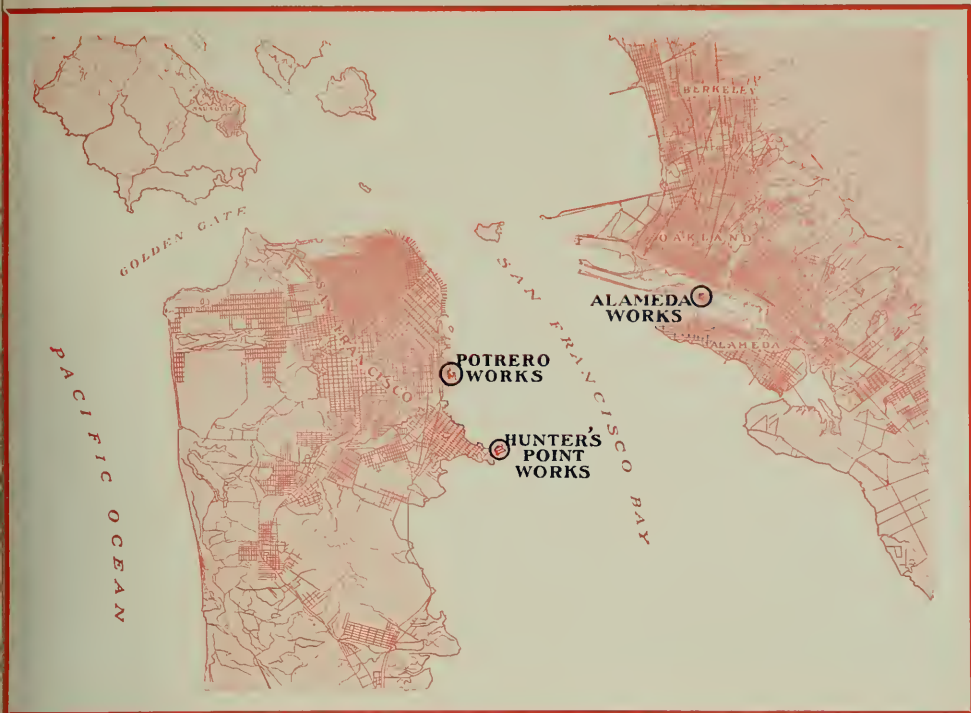 BERKELEY
SAUSALITO
GOLDEN GATE
OAKLAND
SAN FRANCISCO
SAN FRANCISCO BAY
ALAMEDA
WORKS
ALAMEDA
POTRERO
WORKS
HUNTER'S
POINT
WORKS
PACIFIC OCEAN